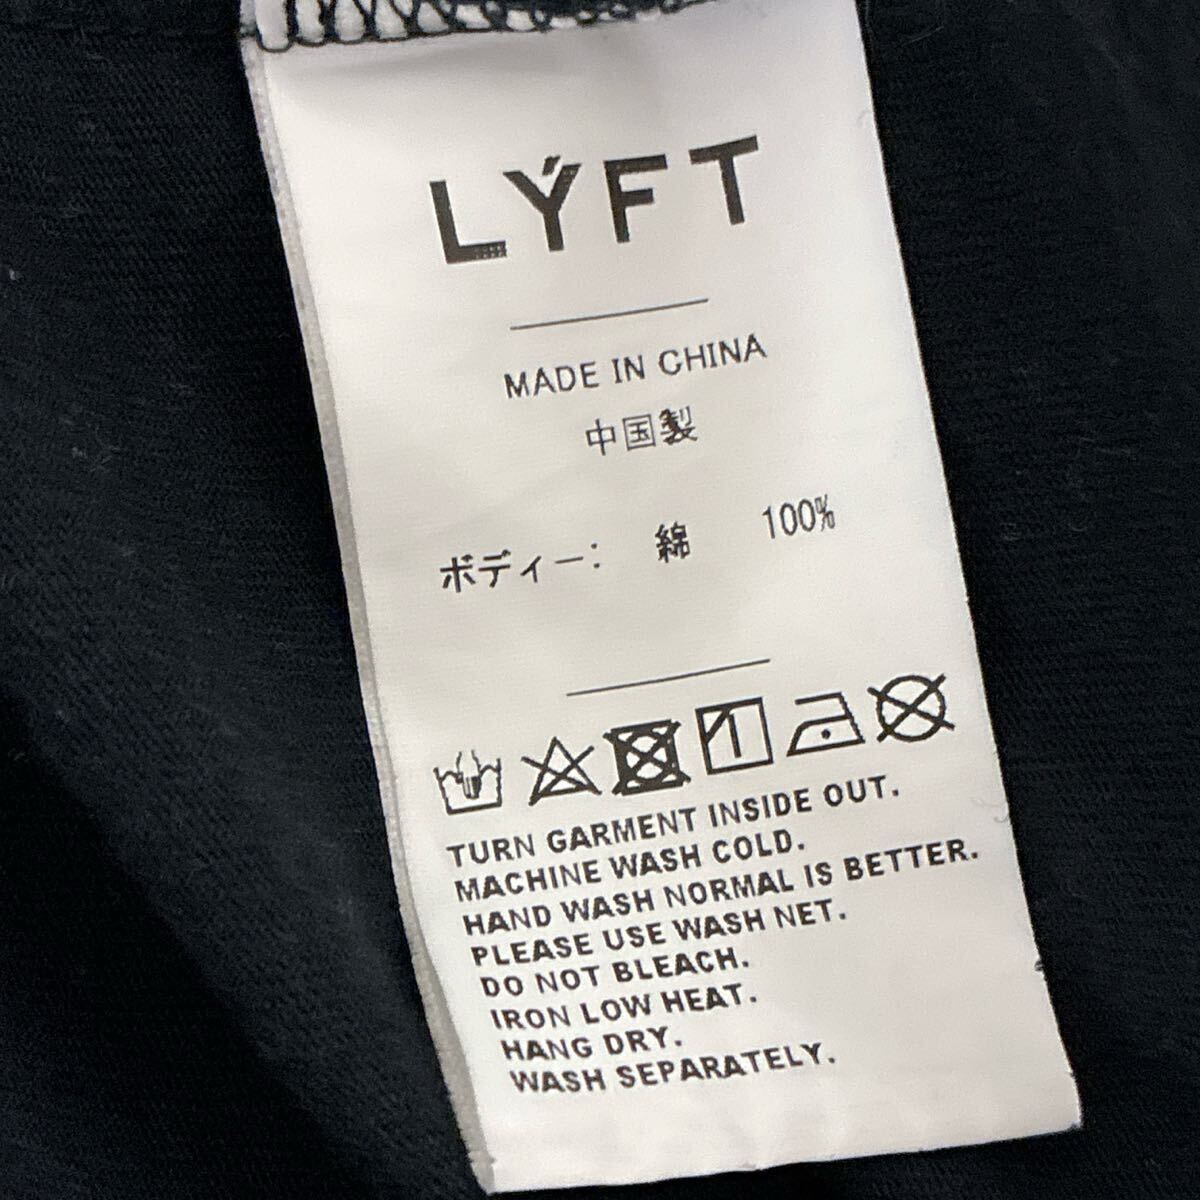 LÝFT
MADE IN CHINA
中国製
ボディー: 綿 100%
TURN GARMENT INSIDE OUT.
MACHINE WASH COLD.
HAND WASH NORMAL IS BETTER.
PLEASE USE WASH NET.
DO NOT BLEACH.
IRON LOW HEAT.
HANG DRY.
WASH SEPARATELY.